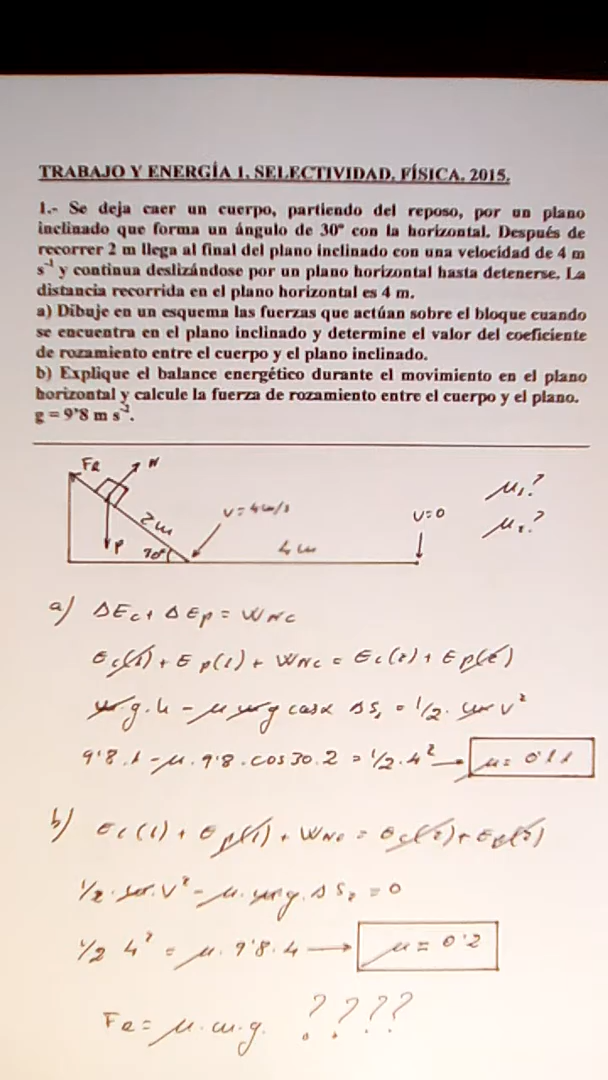 TRABAJO Y ENERGÍA 1. SELECTIVIDAD. FÍSICA. 2015.
1.- Se deja caer un cuerpo, partiendo del reposo, por un plano
inclinado que forma un ángulo de 30º con la horizontal. Después de
recorrer 2 m llega al final del plano inclinado con una velocidad de 4 m
s⁻¹ y continua deslizándose por un plano horizontal hasta detenerse. La
distancia recorrida en el plano horizontal es 4 m.
a) Dibuje en un esquema las fuerzas que actúan sobre el bloque cuando
se encuentra en el plano inclinado y determine el valor del coeficiente
de rozamiento entre el cuerpo y el plano inclinado.
b) Explique el balance energético durante el movimiento en el plano
horizontal y calcule la fuerza de rozamiento entre el cuerpo y el plano.
g = 9'8 m s⁻².
FR N μ₁?
2m V=4m/s V=0 μ₂?
P 30º 4m
a) ΔEc + ΔEp = WNC
Ec(1) + Ep(1) + WNC = Ec(2) + Ep(2)
m g · h - μ m g cos α ΔS₁ = 1/2 · m V²
9'8 · 1 - μ · 9'8 · cos 30 · 2 = 1/2 · 4² → μ = 0'11
b) Ec(1) + Ep(1) + WNC = Ec(2) + Ep(2)
1/2 · m · V² - μ · m g · ΔS₂ = 0
1/2 4² = μ · 9'8 · 4 → μ = 0'2
FR = μ · m · g. ? ? ? ?